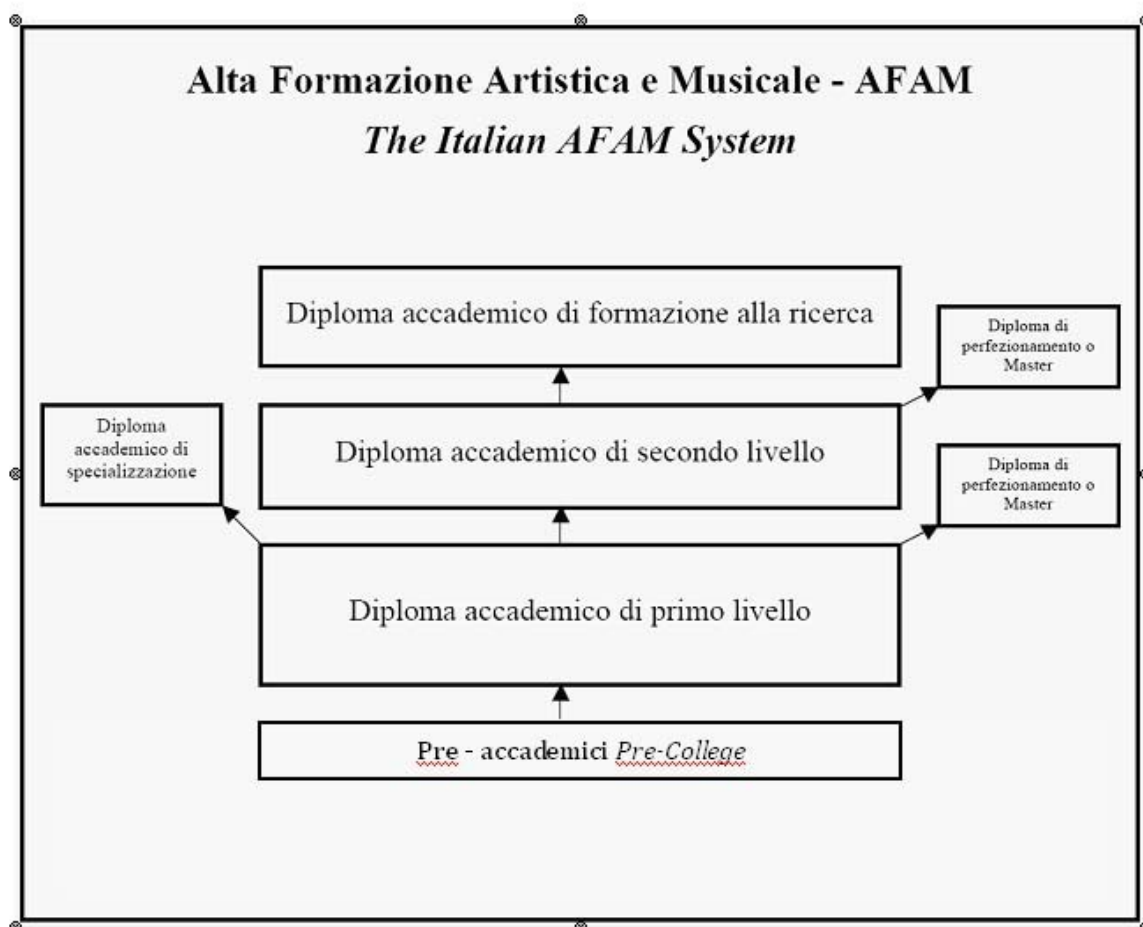 Alta Formazione Artistica e Musicale - AFAM
The Italian AFAM System
Diploma accademico di formazione alla ricerca
Diploma di
perfezionamento o
Master
Diploma
accademico di
specializzazione
Diploma accademico di secondo livello
Diploma di
perfezionamento o
Master
Diploma accademico di primo livello
Pre - accademici Pre-College